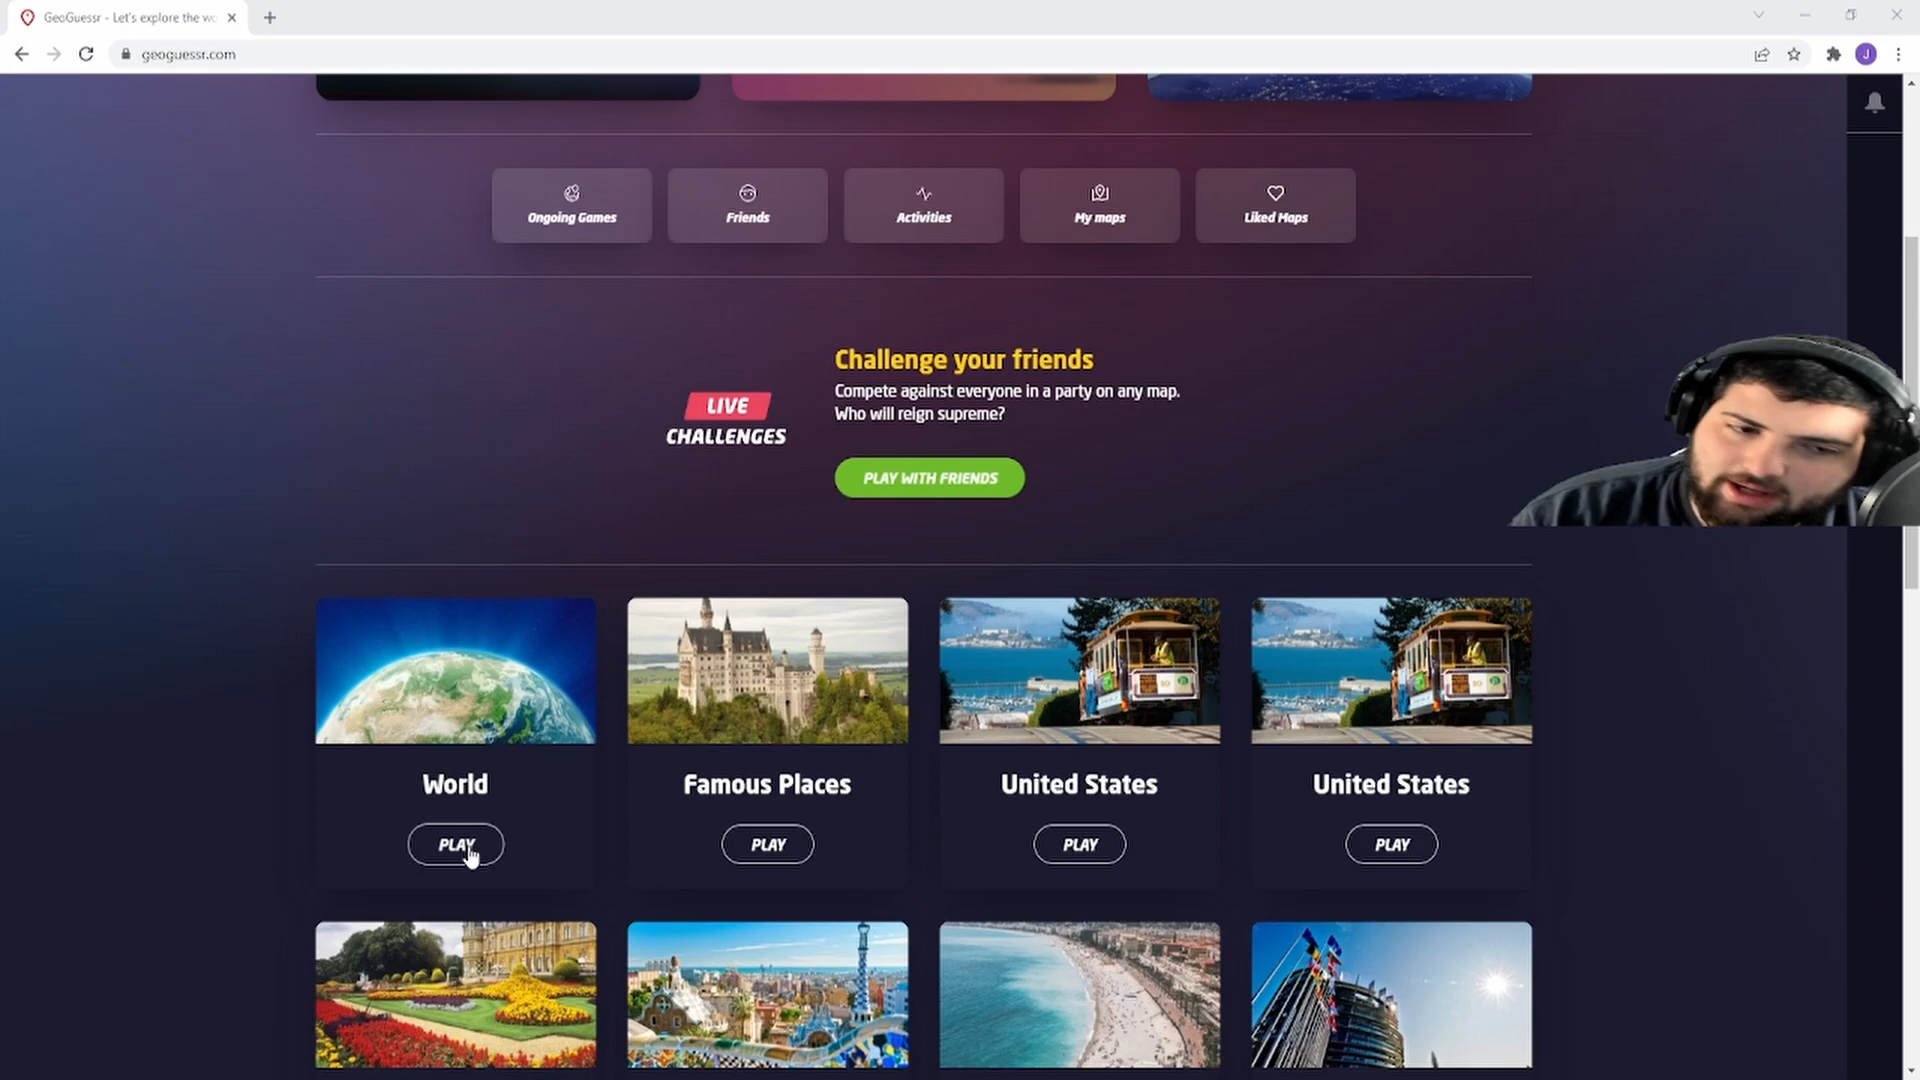 GeoGuessr - Let's explore the wo
geoguessr.com
J
Ongoing Games
Friends
Activities
My maps
Liked Maps
LIVE
CHALLENGES
Challenge your friends
Compete against everyone in a party on any map.
Who will reign supreme?
PLAY WITH FRIENDS
World
Famous Places
United States
United States
PLAY
PLAY
PLAY
PLAY